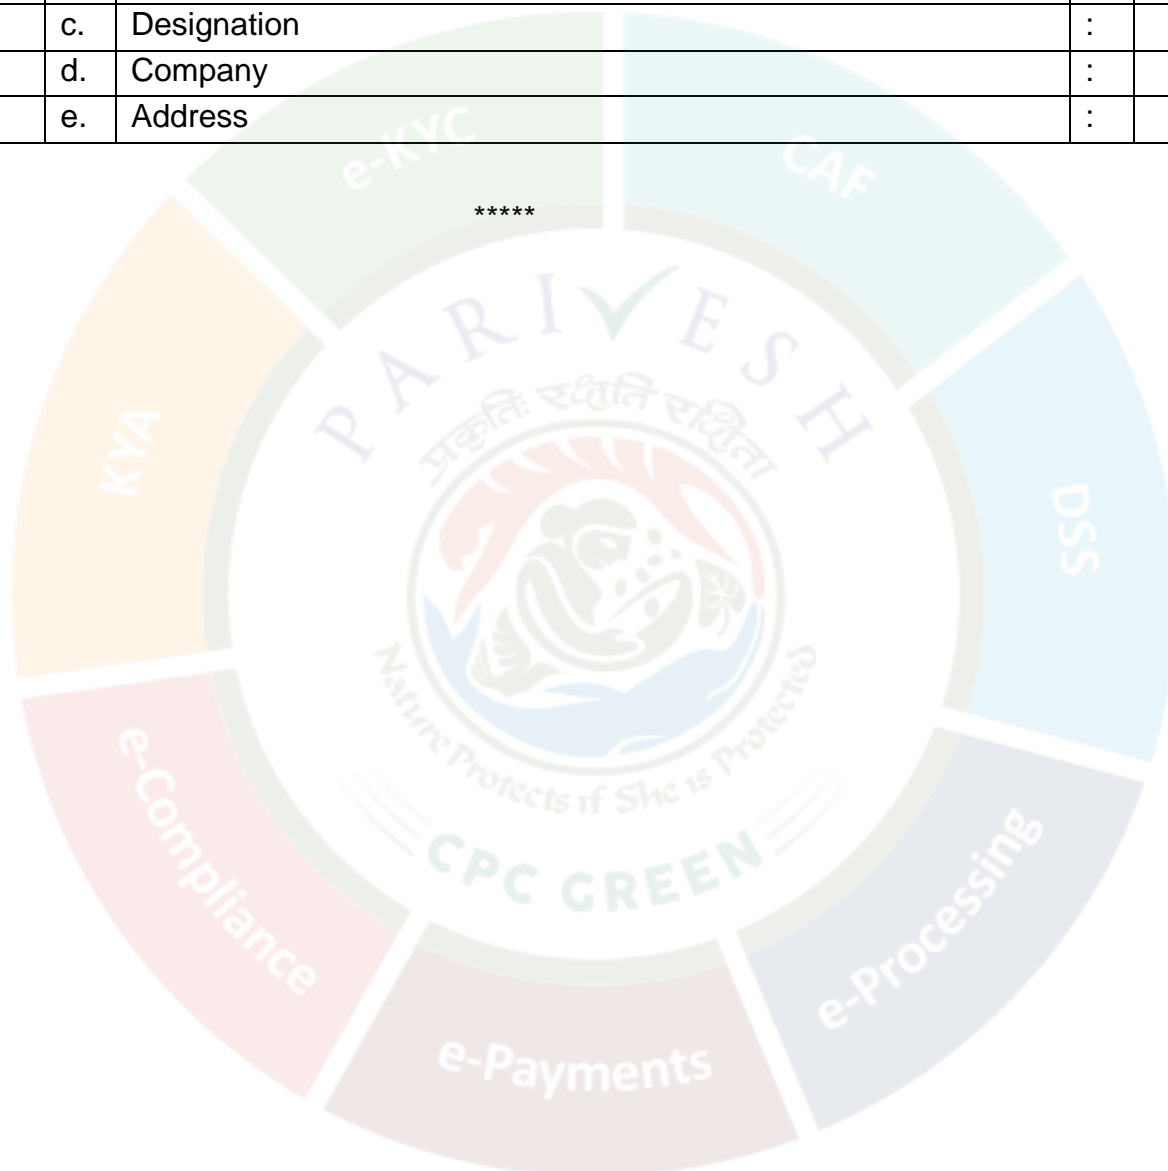 c. Designation :
d. Company :
e. Address :
*****
e-KYC
CAF
KYA
DSS
PARIVESH
प्रकृतिः रक्षति रक्षिता
Nature Protects if She is Protected
CPC GREEN
e-Compliance
e-Processing
e-Payments